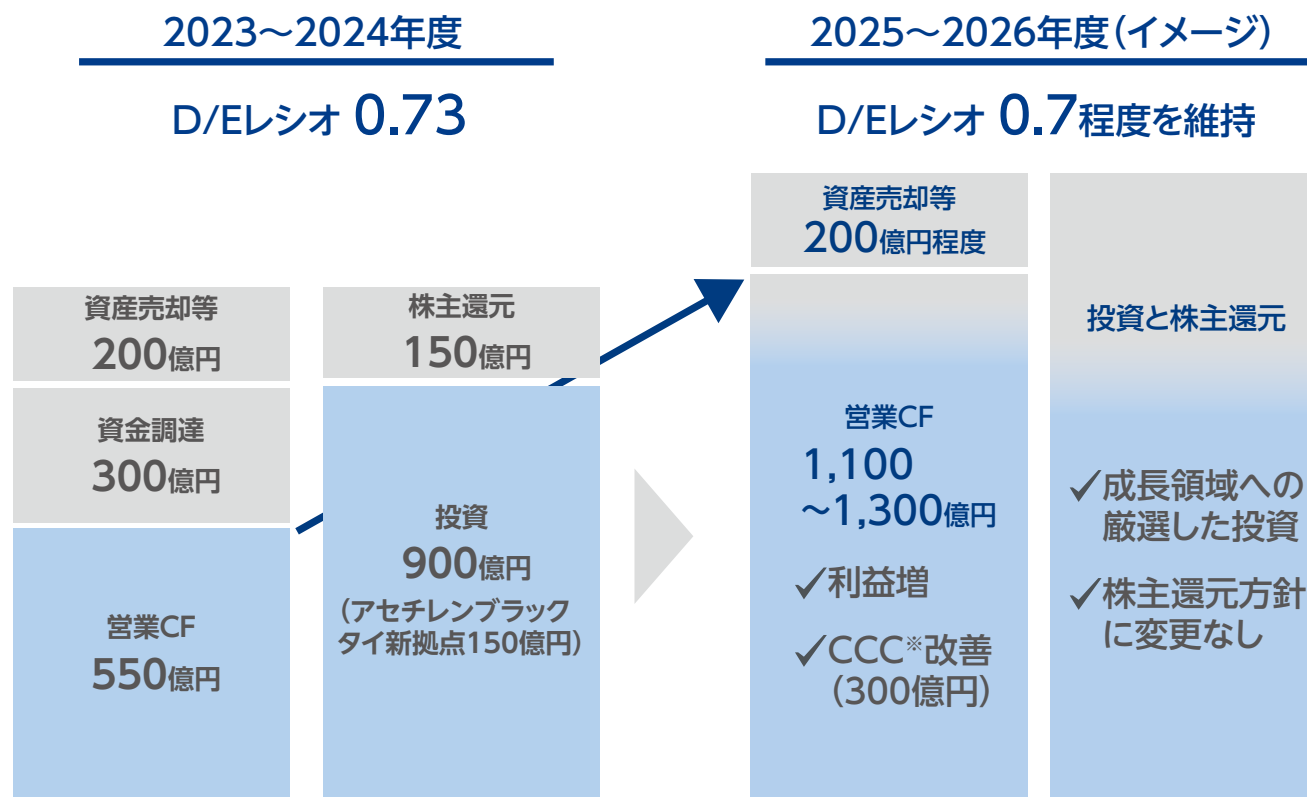 2023～2024年度
D/Eレシオ 0.73
資産売却等
200億円
資金調達
300億円
営業CF
550億円
株主還元
150億円
投資
900億円
（アセチレンブラック
タイ新拠点150億円）
2025～2026年度（イメージ）
D/Eレシオ 0.7程度を維持
資産売却等
200億円程度
営業CF
1,100
～1,300億円
✓利益増
✓CCC※改善
（300億円）
投資と株主還元
✓成長領域への
厳選した投資
✓株主還元方針
に変更なし